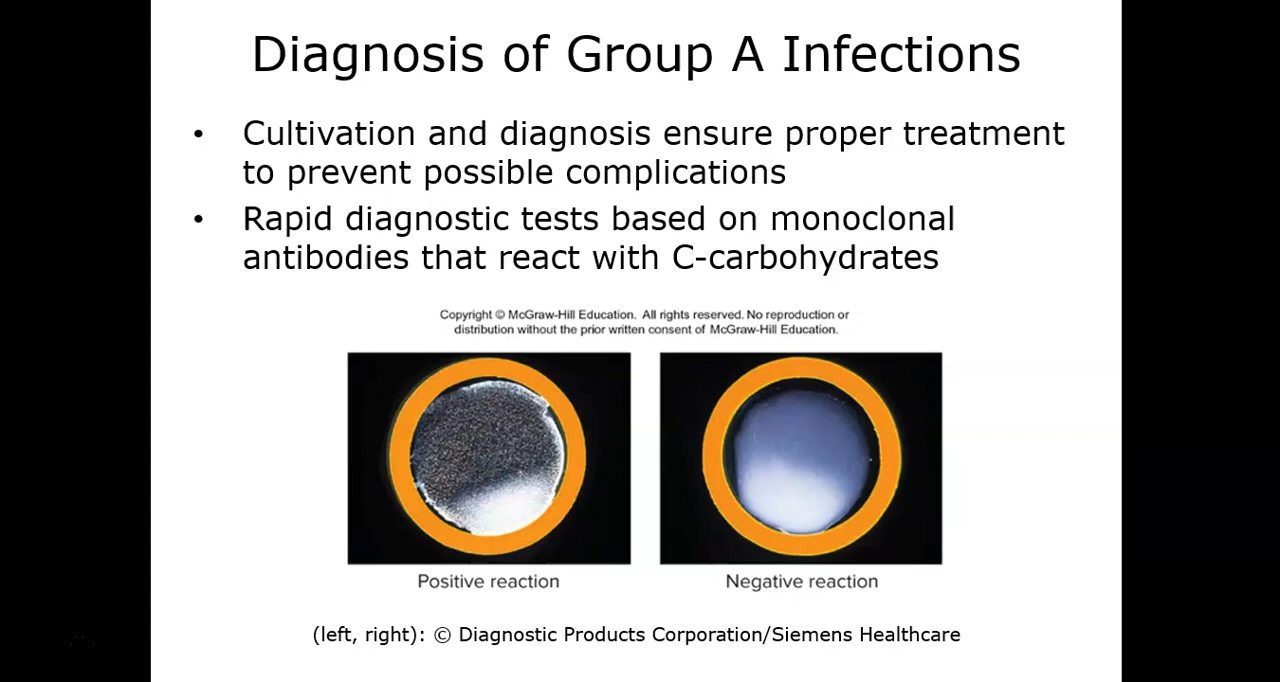 Diagnosis of Group A Infections
• Cultivation and diagnosis ensure proper treatment
to prevent possible complications
• Rapid diagnostic tests based on monoclonal
antibodies that react with C-carbohydrates
Copyright © McGraw-Hill Education. All rights reserved. No reproduction or
distribution without the prior written consent of McGraw-Hill Education.
Positive reaction
Negative reaction
(left, right): © Diagnostic Products Corporation/Siemens Healthcare